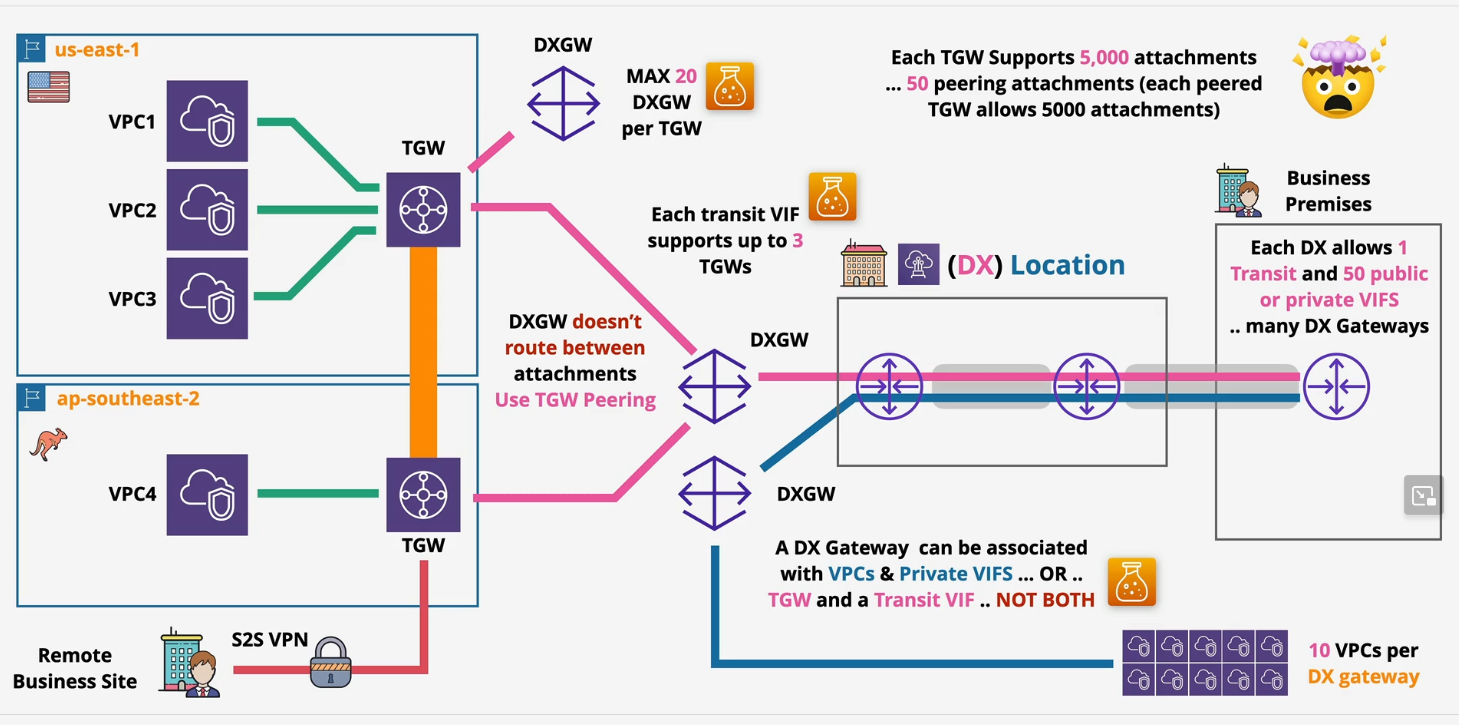 us-east-1
VPC1
VPC2
VPC3
TGW
DXGW
MAX 20
DXGW
per TGW
Each TGW Supports 5,000 attachments
... 50 peering attachments (each peered
TGW allows 5000 attachments)
Each transit VIF
supports up to 3
TGWs
(DX) Location
Business
Premises
Each DX allows 1
Transit and 50 public
or private VIFS
.. many DX Gateways
DXGW doesn't
route between
attachments
Use TGW Peering
DXGW
ap-southeast-2
VPC4
TGW
DXGW
A DX Gateway can be associated
with VPCs & Private VIFS ... OR ..
TGW and a Transit VIF .. NOT BOTH
Remote
Business Site
S2S VPN
10 VPCs per
DX gateway